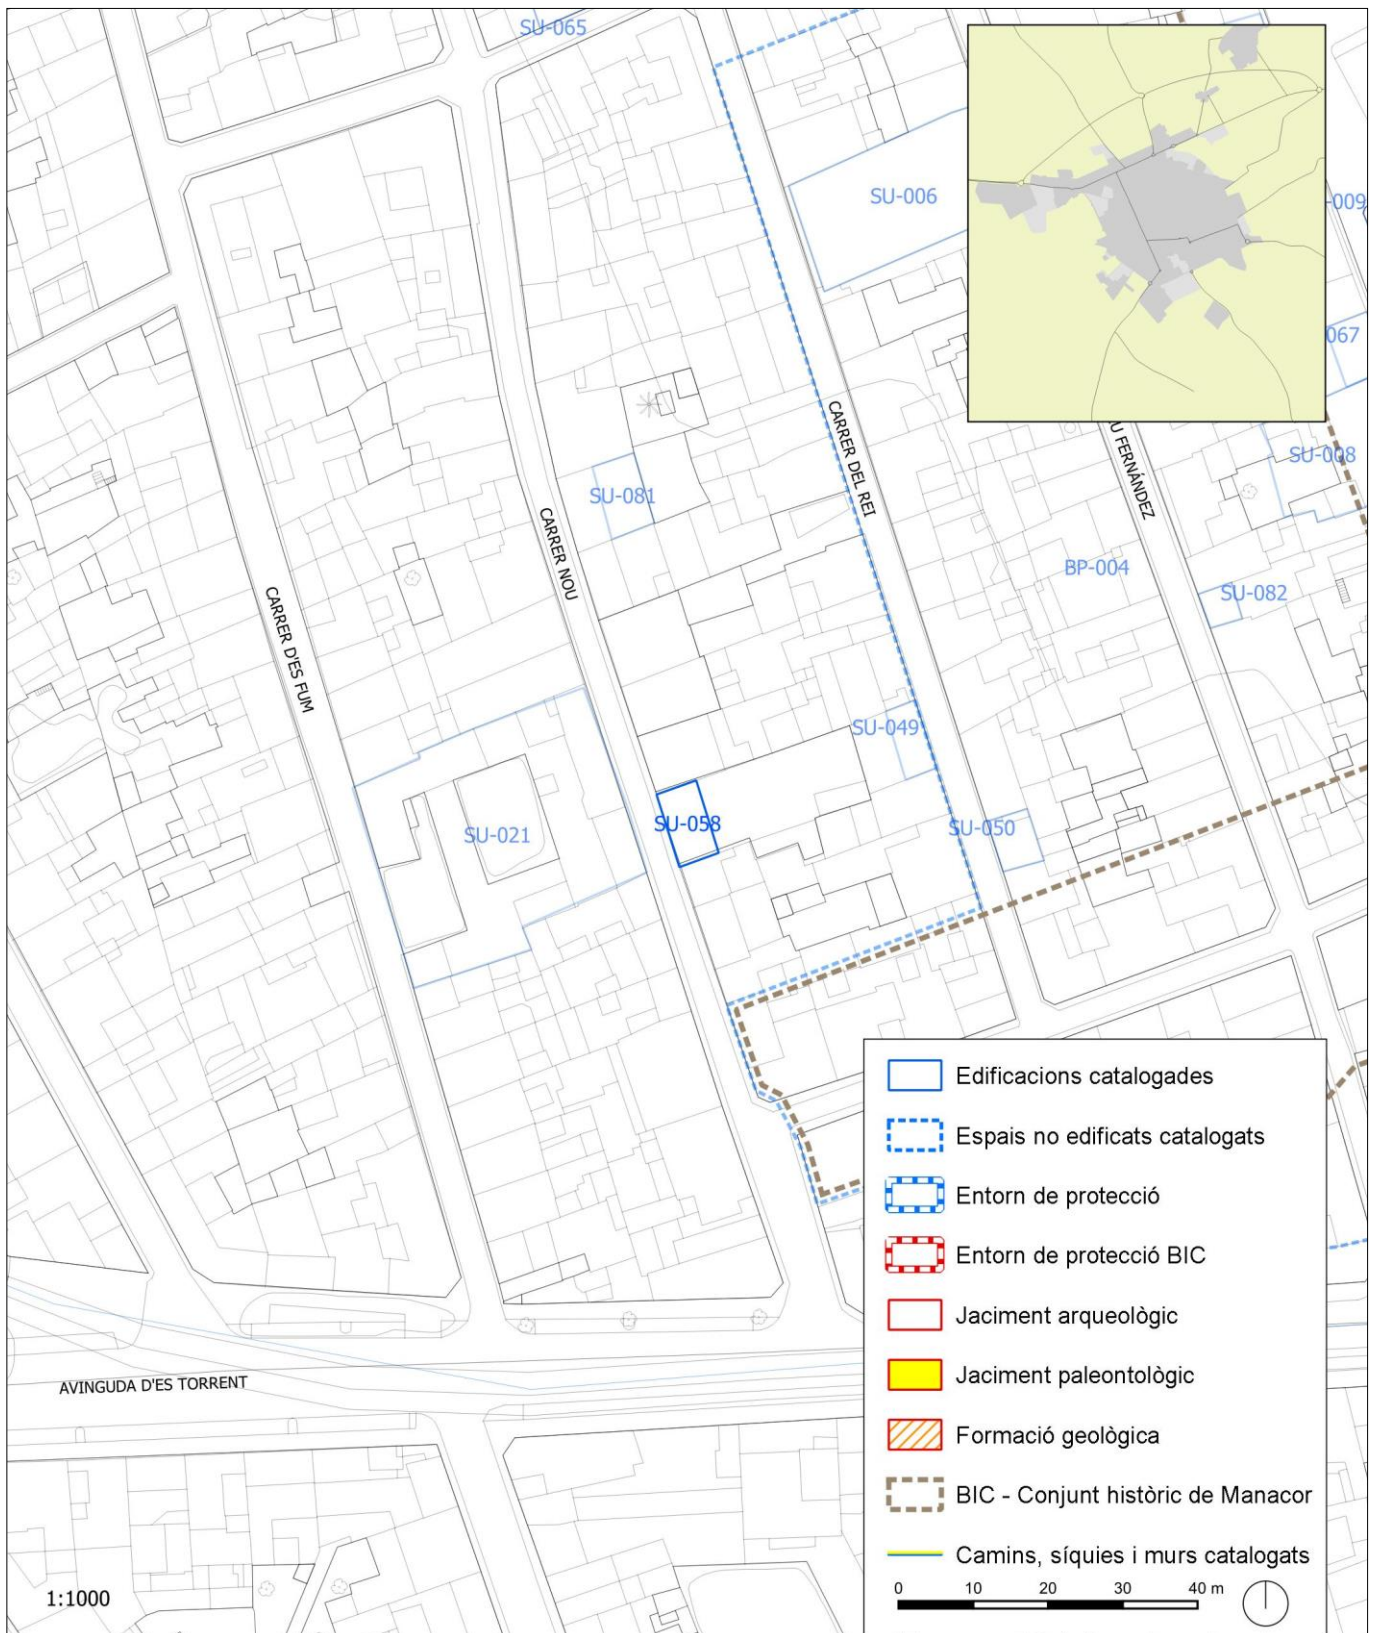 SU-065
SU-006
-009
067
CARRER DEL REI
U FERNÁNDEZ
SU-008
SU-081
CARRER NOU
BP-004
SU-082
CARRER D'ES FUM
SU-049
SU-058
SU-021
SU-050
Edificacions catalogades
Espais no edificats catalogats
Entorn de protecció
Entorn de protecció BIC
Jaciment arqueològic
Jaciment paleontològic
Formació geològica
BIC - Conjunt històric de Manacor
Camins, síquies i murs catalogats
0 10 20 30 40 m
AVINGUDA D'ES TORRENT
1:1000